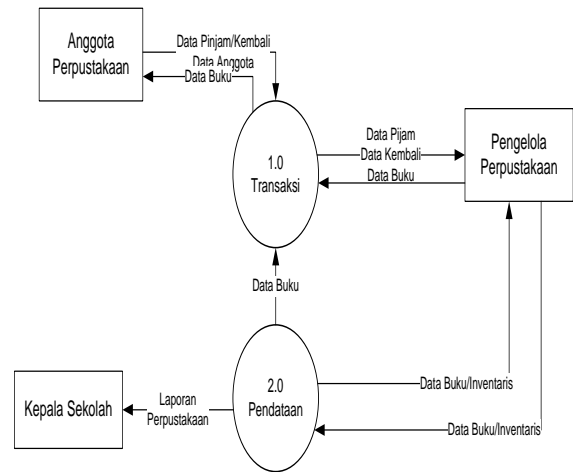 Anggota
Perpustakaan
Data Pinjam/Kembali
Data Anggota
Data Buku
1.0
Transaksi
Data Pijam
Data Kembali
Data Buku
Pengelola
Perpustakaan
Data Buku
2.0
Pendataan
Kepala Sekolah
Laporan
Perpustakaan
Data Buku/Inventaris
Data Buku/Inventaris